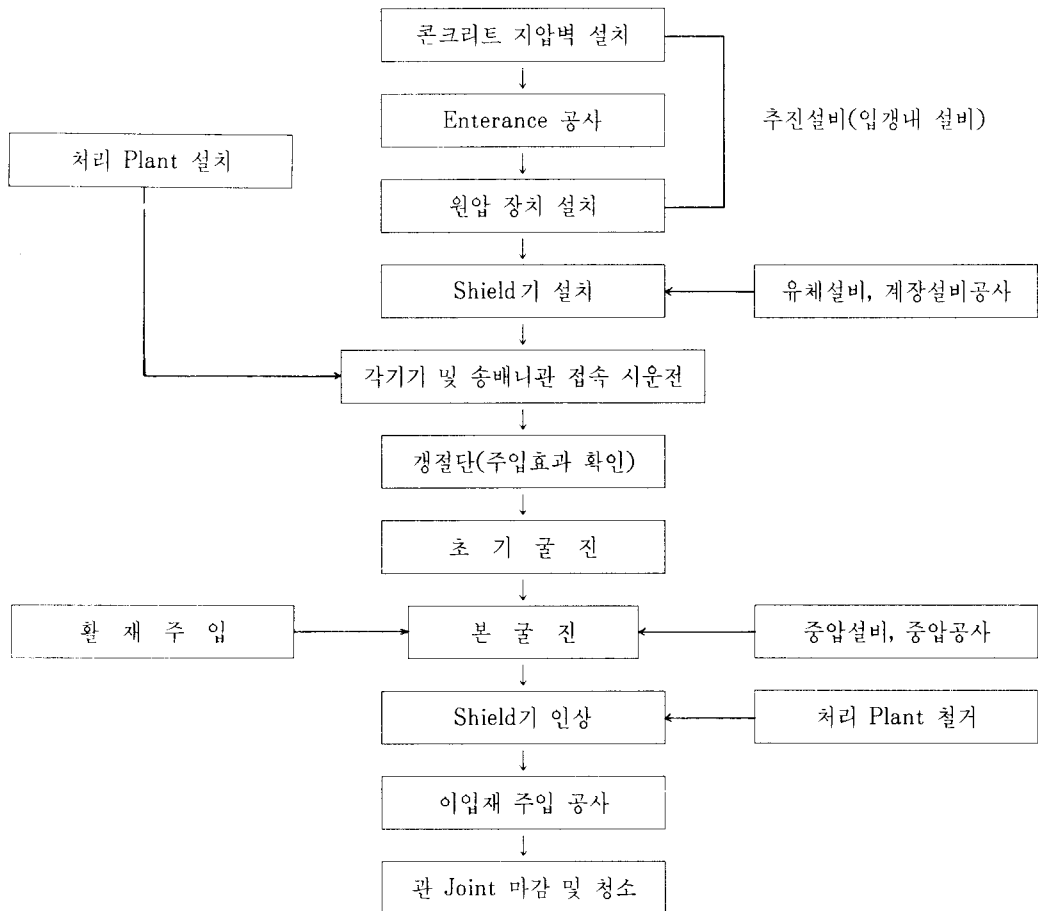 콘크리트 지압벽 설치
Enterance 공사
추진설비(입갱내 설비)
처리 Plant 설치
원압 장치 설치
Shield기 설치
유체설비, 계장설비공사
각기기 및 송배니관 접속 시운전
갱절단(주입효과 확인)
초 기 굴 진
활 재 주 입
본 굴 진
중압설비, 중압공사
Shield기 인상
처리 Plant 철거
이입재 주입 공사
관 Joint 마감 및 청소